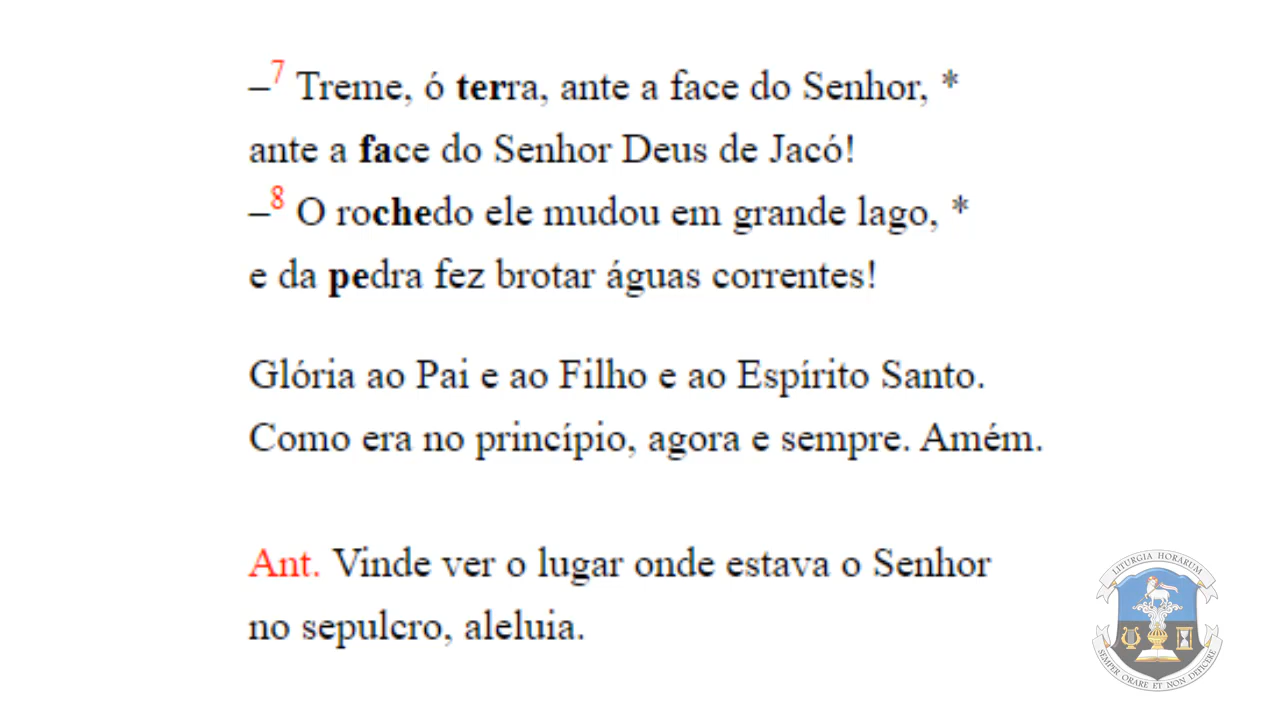 –7 Treme, ó terra, ante a face do Senhor, *
ante a face do Senhor Deus de Jacó!
–8 O rochedo ele mudou em grande lago, *
e da pedra fez brotar águas correntes!
Glória ao Pai e ao Filho e ao Espírito Santo.
Como era no princípio, agora e sempre. Amém.
Ant. Vinde ver o lugar onde estava o Senhor
no sepulcro, aleluia.
LITURGIA HORARUM
SEMPER ORARE ET NON DEFICERE